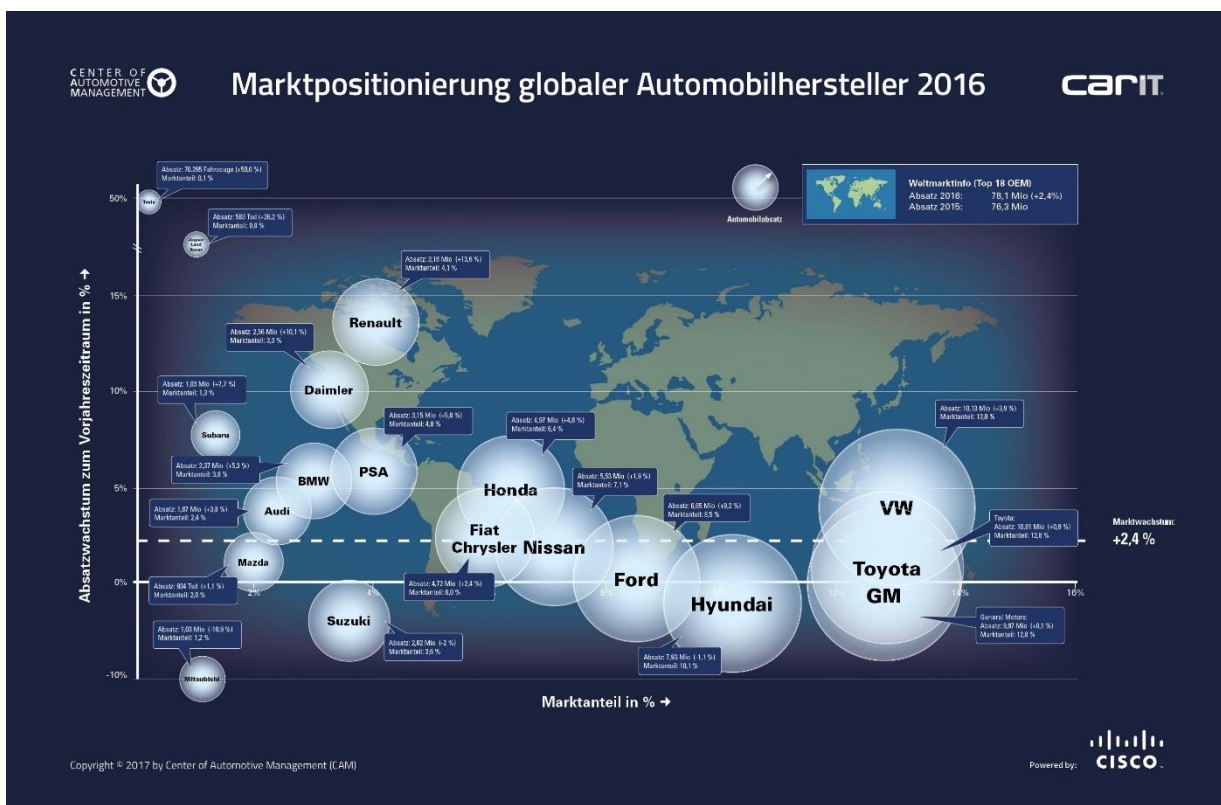 CENTER OF
AUTOMOTIVE
MANAGEMENT
Marktpositionierung globaler Automobilhersteller 2016
carIT
Absatz: 76.295 Fahrzeuge (+50,6 %)
Marktanteil: 0,1 %
Tesla
Absatz: 583 Tsd (+26,2 %)
Marktanteil: 0,8 %
Jaguar
Land
Rover
Automobilabsatz
Weltmarktinfo (Top 18 OEM)
Absatz 2016: 78,1 Mio (+2,4%)
Absatz 2015: 76,3 Mio
Absatzwachstum zum Vorjahreszeitraum in % →
50%
15%
10%
5%
0%
-10%
Absatz: 3,18 Mio (+13,6 %)
Marktanteil: 4,1 %
Renault
Absatz: 2,56 Mio (+10,1 %)
Marktanteil: 3,3 %
Daimler
Absatz: 1,03 Mio (+7,7 %)
Marktanteil: 1,3 %
Subaru
Absatz: 3,15 Mio (+5,8 %)
Marktanteil: 4,0 %
PSA
Absatz: 2,37 Mio (+5,3 %)
Marktanteil: 3,0 %
BMW
Absatz: 1,87 Mio (+3,8 %)
Marktanteil: 2,4 %
Audi
Absatz: 4,97 Mio (+4,8 %)
Marktanteil: 6,4 %
Honda
Absatz: 5,53 Mio (+1,9 %)
Marktanteil: 7,1 %
Nissan
Fiat
Chrysler
Absatz: 4,72 Mio (+2,4 %)
Marktanteil: 6,0 %
Absatz: 6,65 Mio (+0,2 %)
Marktanteil: 8,5 %
Ford
Absatz: 10,13 Mio (+3,9 %)
Marktanteil:
VW
Toyota:
Absatz: 10,01 Mio (+0,8 %)
Marktanteil: 12,8 %
Toyota
GM
General Motors:
Absatz: 9,97 Mio (+0,1 %)
Marktanteil: 12,8 %
Marktwachstum:
+2,4 %
Mazda
Absatz: Tsd (+1,1 %)
Marktanteil: 2,0 %
Suzuki
Absatz: 2,82 Mio (-2 %)
Marktanteil: 3,6 %
Hyundai
Absatz: 7,93 Mio (-1,1 %)
Marktanteil: 10,1 %
Absatz: 1,03 Mio (-10,9 %)
Marktanteil: 1,2 %
Mitsubishi
2% 4% 8% 10% 12% 14% 16%
Marktanteil in % →
Copyright © 2017 by Center of Automotive Management (CAM)
Powered by:
CISCO